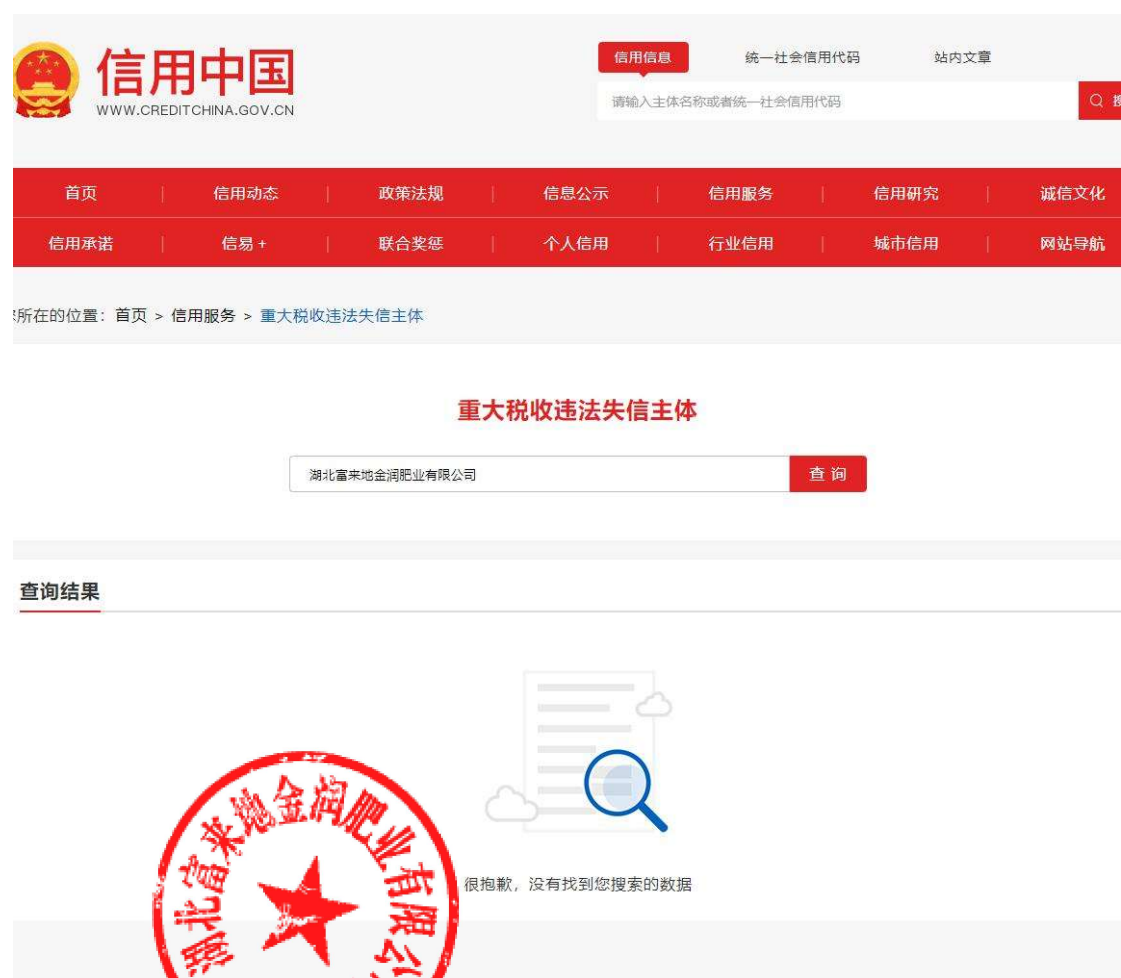 信用中国
WWW.CREDITCHINA.GOV.CN
信用信息 统一社会信用代码 站内文章
请输入主体名称或者统一社会信用代码
首页 信用动态 政策法规 信息公示 信用服务 信用研究 诚信文化
信用承诺 信易 + 联合奖惩 个人信用 行业信用 城市信用 网站导航
所在的位置：首页 > 信用服务 > 重大税收违法失信主体
重大税收违法失信主体
湖北富来地金润肥业有限公司 查 询
查询结果
很抱歉，没有找到您搜索的数据
湖北富来地金润肥业有限公